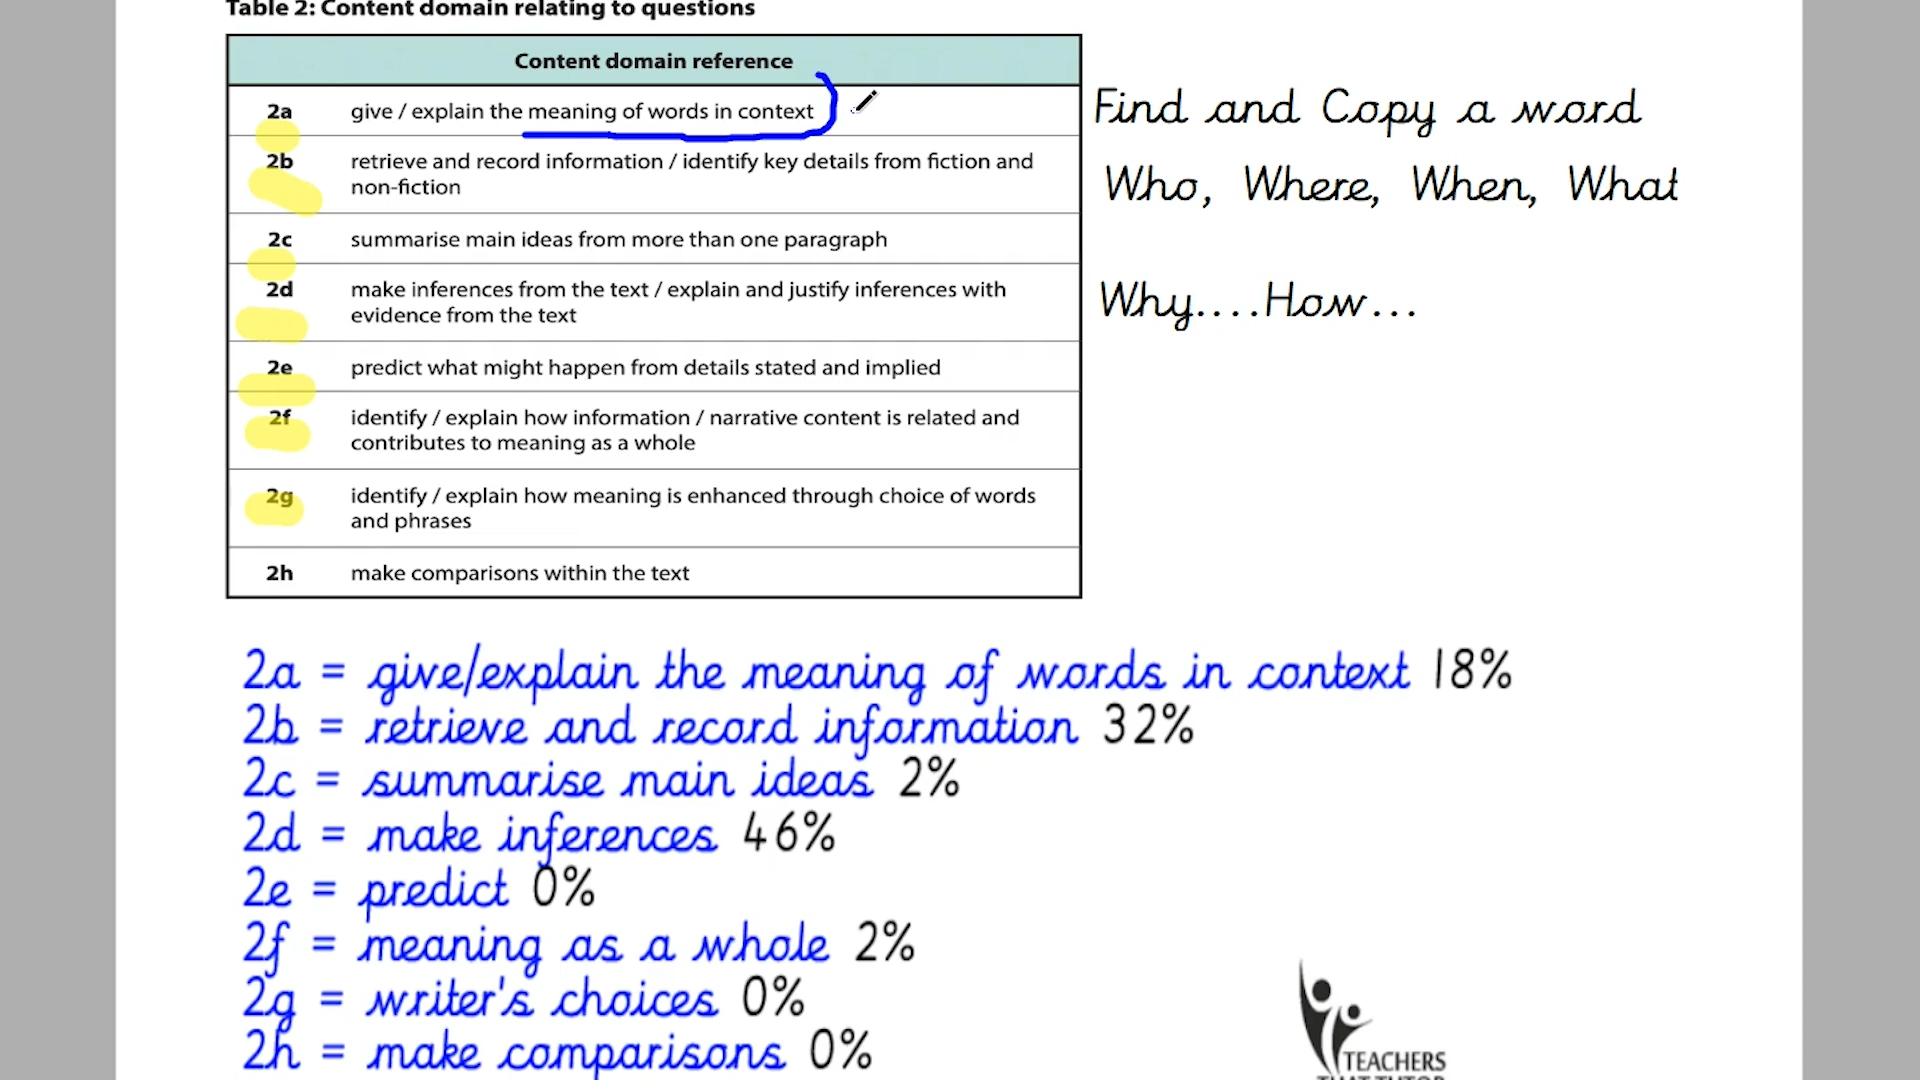 Table 2: Content domain relating to questions
Content domain reference
2a give / explain the meaning of words in context
2b retrieve and record information / identify key details from fiction and
non-fiction
2c summarise main ideas from more than one paragraph
2d make inferences from the text / explain and justify inferences with
evidence from the text
2e predict what might happen from details stated and implied
2f identify / explain how information / narrative content is related and
contributes to meaning as a whole
2g identify / explain how meaning is enhanced through choice of words
and phrases
2h make comparisons within the text
Find and Copy a word
Who, Where, When, What
Why....How...
2a = give/explain the meaning of words in context 18%
2b = retrieve and record information 32%
2c = summarise main ideas 2%
2d = make inferences 46%
2e = predict 0%
2f = meaning as a whole 2%
2g = writer's choices 0%
2h = make comparisons 0%
TEACHERS
THAT TUTOR